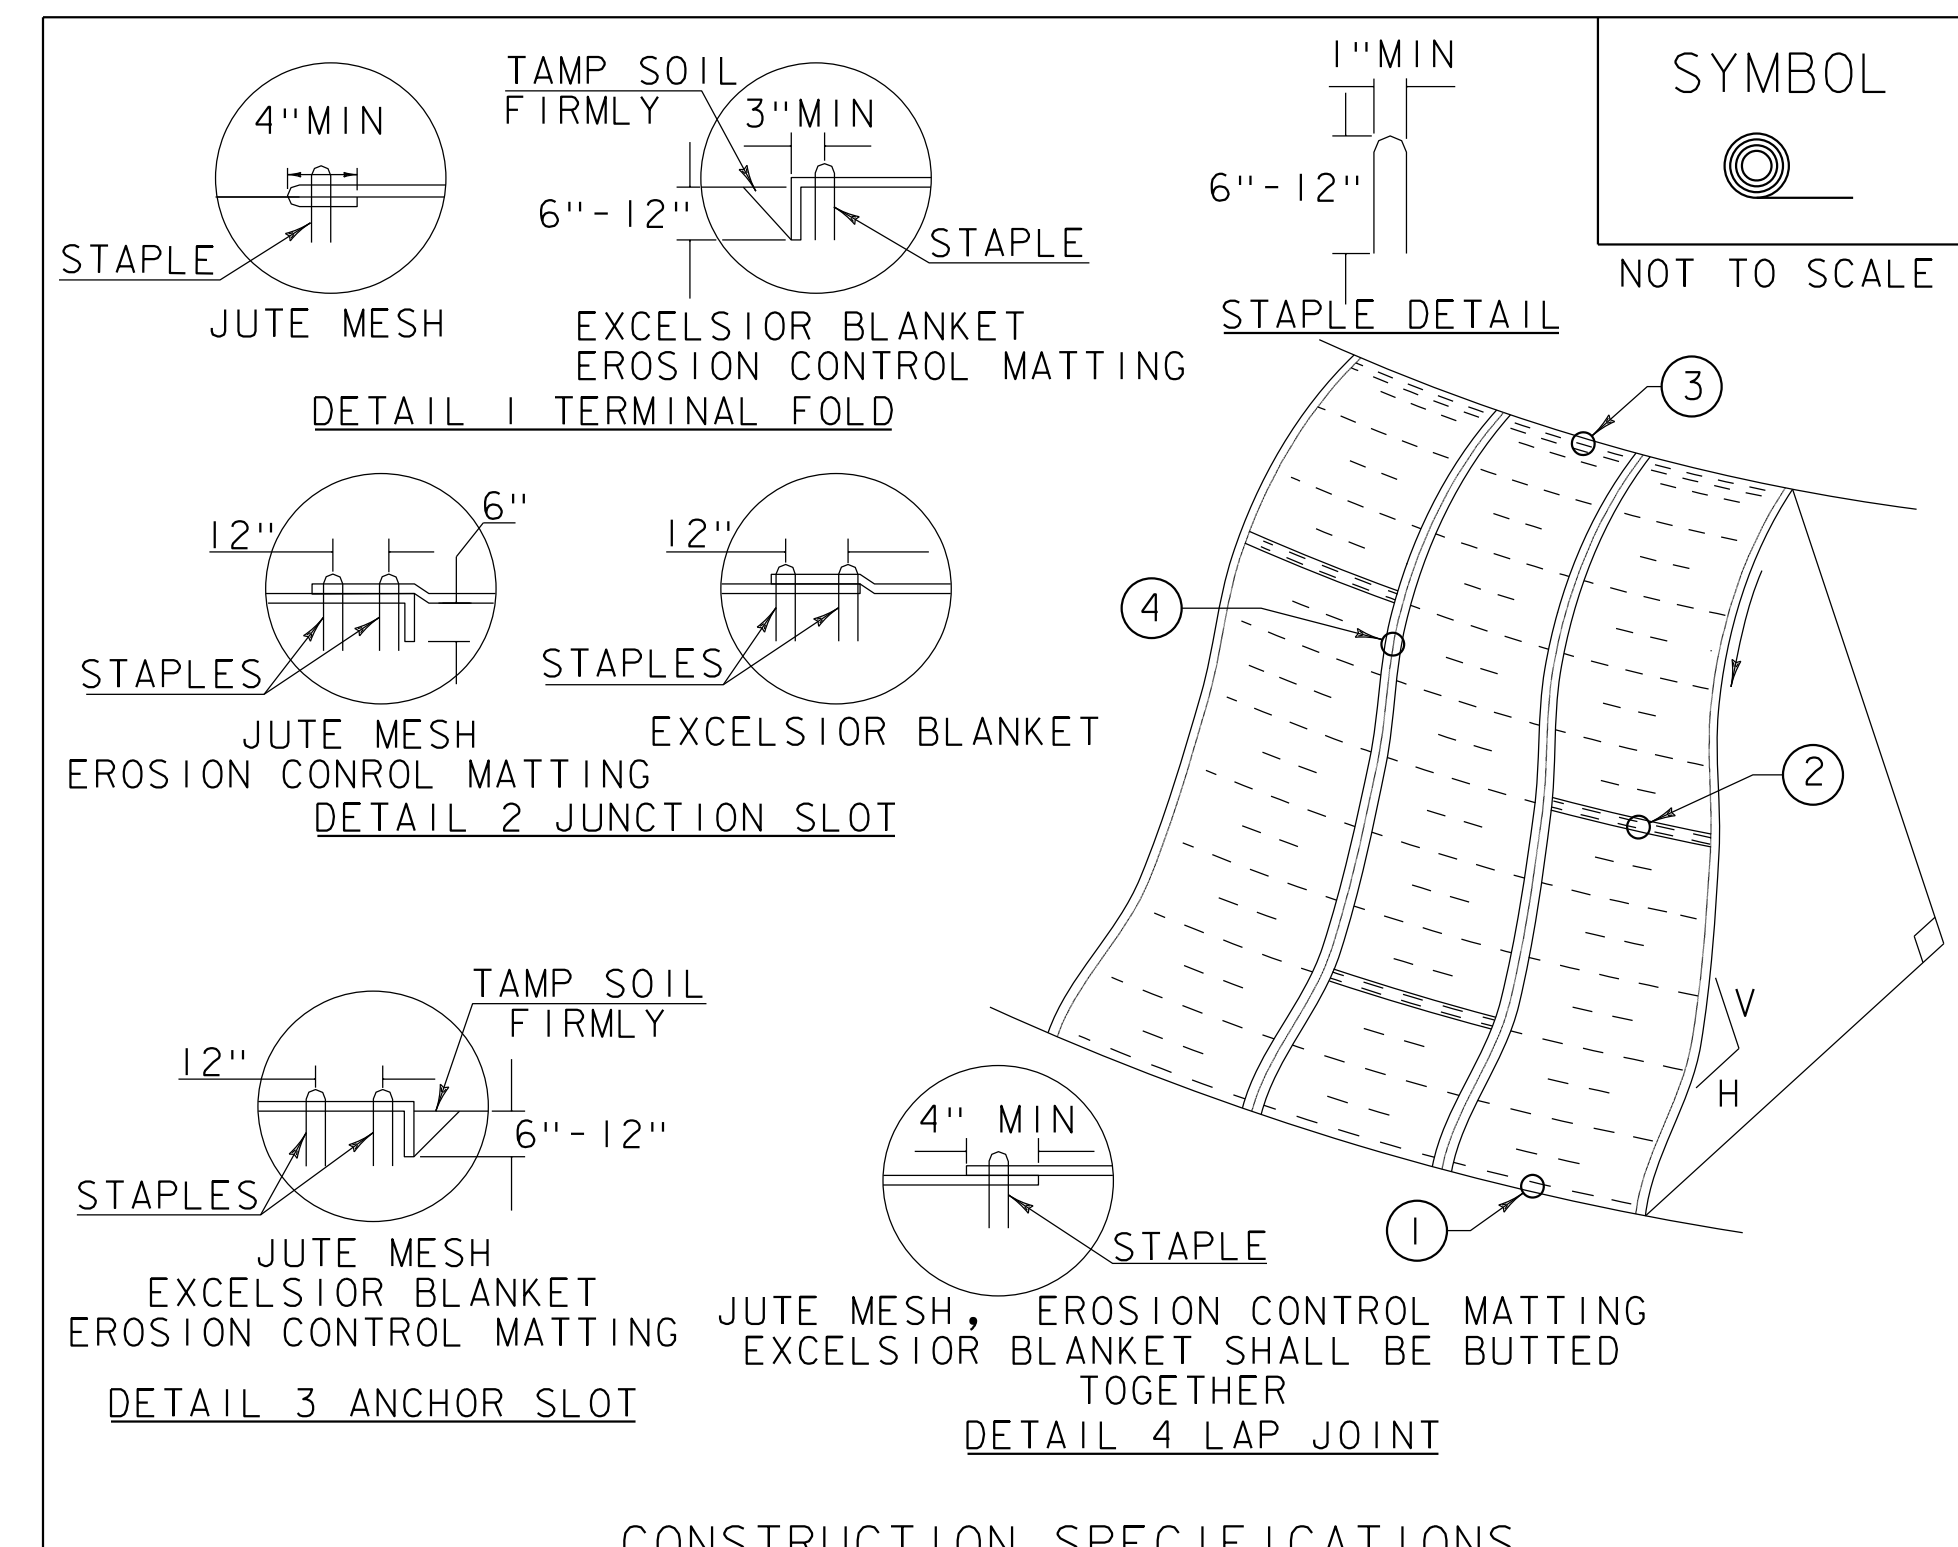 4"MIN
STAPLE
JUTE MESH
TAMP SOIL
FIRMLY
3"MIN
6"-12"
STAPLE
EXCELSIOR BLANKET
EROSION CONTROL MATTING
DETAIL 1 TERMINAL FOLD
1"MIN
6"-12"
STAPLE DETAIL
SYMBOL
NOT TO SCALE
12"
6"
STAPLES
JUTE MESH
EROSION CONROL MATTING
12"
STAPLES
EXCELSIOR BLANKET
DETAIL 2 JUNCTION SLOT
3
4
2
V
H
1
TAMP SOIL
FIRMLY
12"
6"-12"
STAPLES
JUTE MESH
EXCELSIOR BLANKET
EROSION CONTROL MATTING
DETAIL 3 ANCHOR SLOT
4" MIN
STAPLE
JUTE MESH, EROSION CONTROL MATTING
EXCELSIOR BLANKET SHALL BE BUTTED
TOGETHER
DETAIL 4 LAP JOINT
CONSTRUCTION SPECIFICATIONS